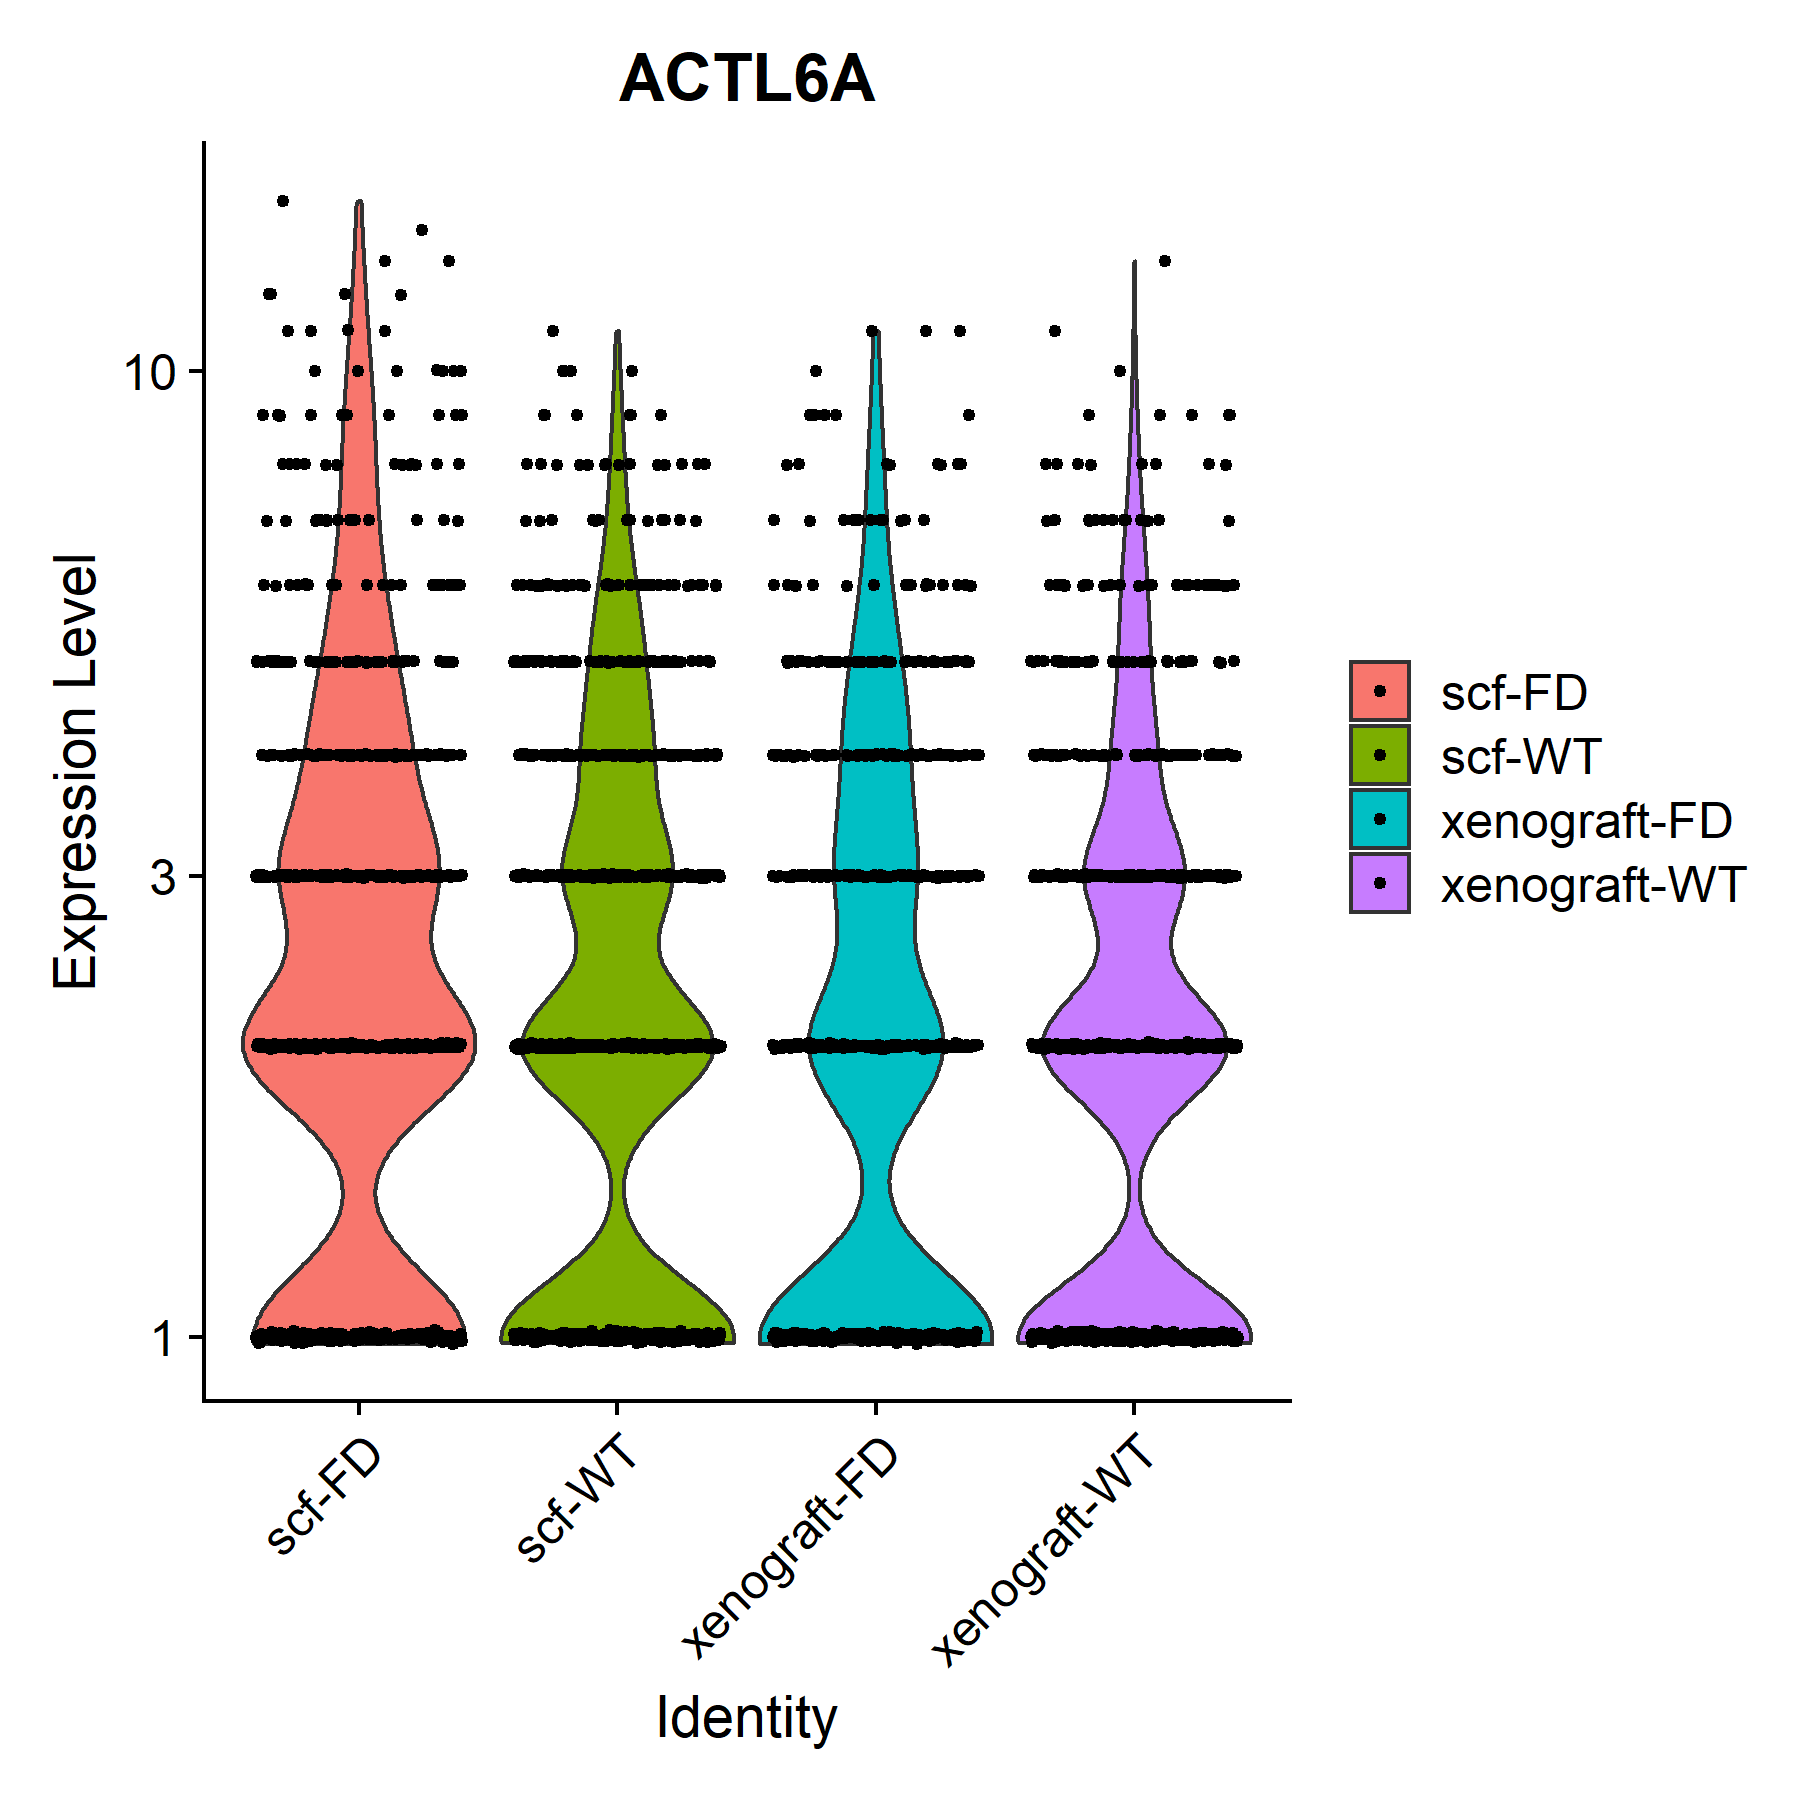 ACTL6A
Expression Level
10
3
1
scf-FD
scf-WT
xenograft-FD
xenograft-WT
Identity
scf-FD
scf-WT
xenograft-FD
xenograft-WT